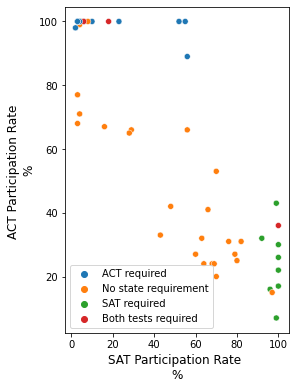 ACT Participation Rate
%
100
80
60
40
20
ACT required
No state requirement
SAT required
Both tests required
0
20
40
60
80
100
SAT Participation Rate
%